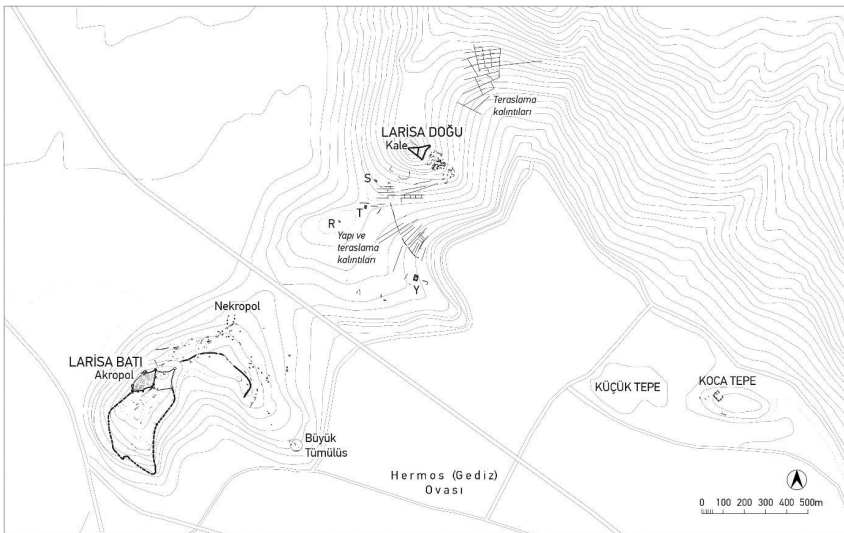 Teraslama
kalıntıları
LARİSA DOĞU
Kale
S
T
R
Yapı ve
teraslama
kalıntıları
Y
Nekropol
LARİSA BATI
Akropol
KÜÇÜK TEPE
KOCA TEPE
Büyük
Tümülüs
Hermos (Gediz)
Ovası
0 100 200 300 400 500m